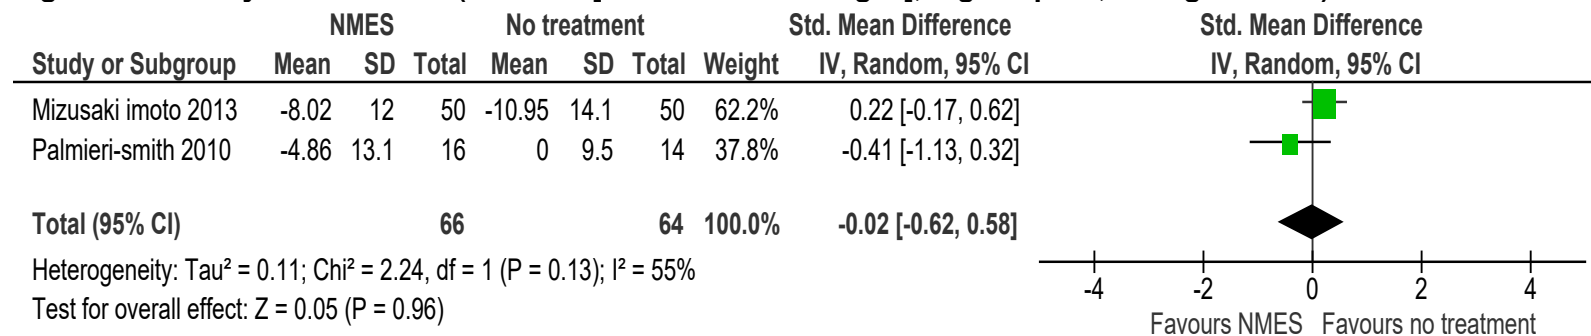 NMES No treatment Std. Mean Difference Std. Mean Difference
Study or Subgroup Mean SD Total Mean SD Total Weight IV, Random, 95% CI IV, Random, 95% CI
Mizusaki imoto 2013 -8.02 12 50 -10.95 14.1 50 62.2% 0.22 [-0.17, 0.62]
Palmieri-smith 2010 -4.86 13.1 16 0 9.5 14 37.8% -0.41 [-1.13, 0.32]
Total (95% CI) 66 64 100.0% -0.02 [-0.62, 0.58]
Heterogeneity: Tau² = 0.11; Chi² = 2.24, df = 1 (P = 0.13); I² = 55%
Test for overall effect: Z = 0.05 (P = 0.96)
-4 -2 0 2 4
Favours NMES Favours no treatment